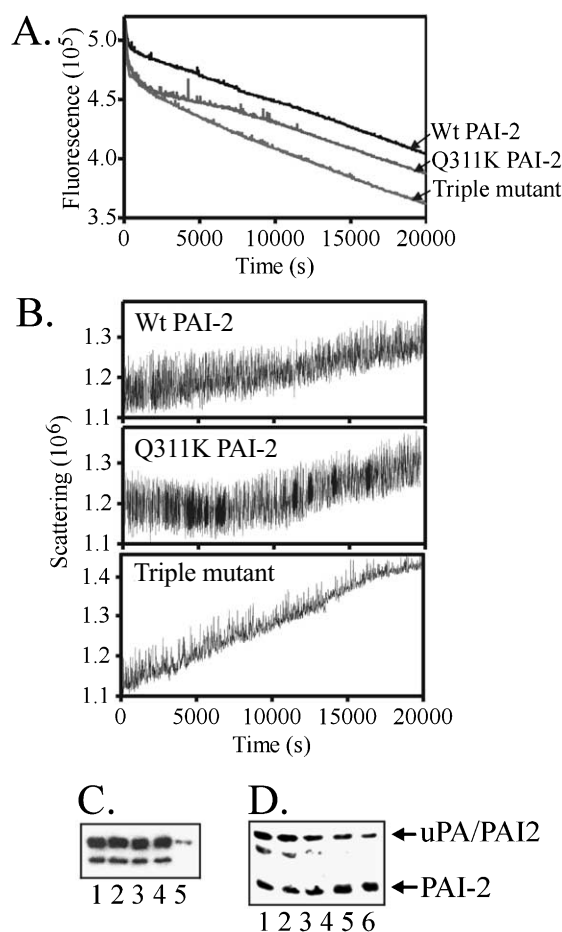 A.
Fluorescence (10^5)
5.0
4.5
4.0
3.5
Wt PAI-2
Q311K PAI-2
Triple mutant
0 5000 10000 15000 20000
Time (s)
B.
Scattering (10^6)
Wt PAI-2
1.3
1.2
1.1
Q311K PAI-2
1.3
1.2
1.1
Triple mutant
1.4
1.3
1.2
1.1
0 5000 10000 15000 20000
Time (s)
C.
1 2 3 4 5
D.
uPA/PAI2
PAI-2
1 2 3 4 5 6